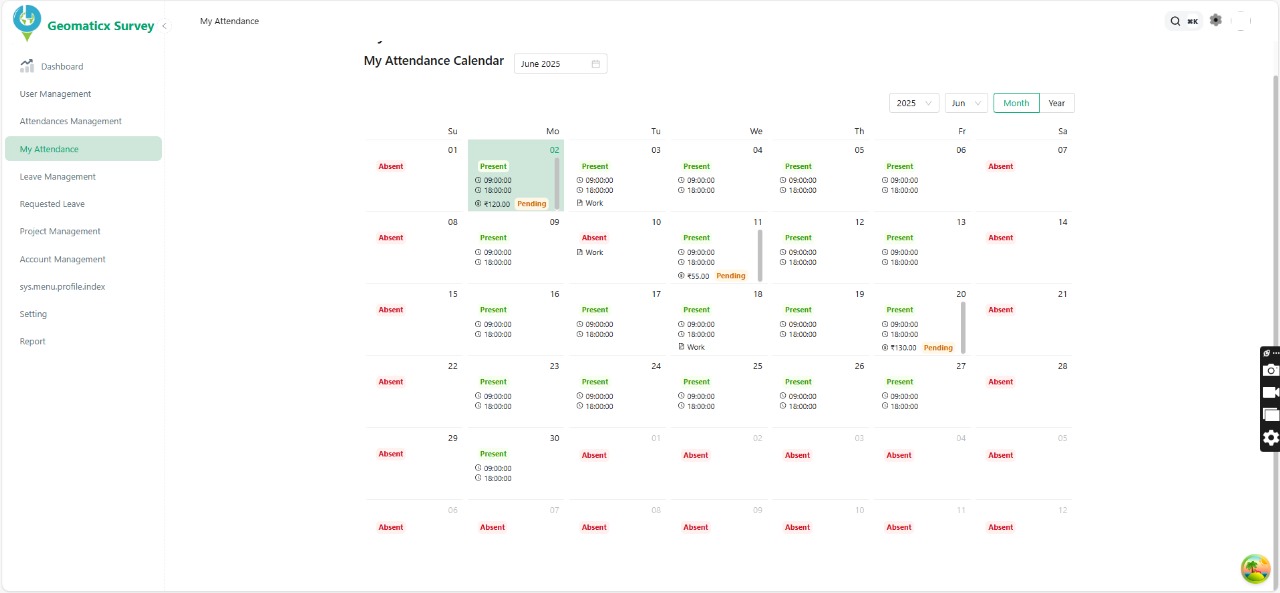 Geomaticx Survey
My Attendance
⌘K
Dashboard
User Management
Attendances Management
My Attendance
Leave Management
Requested Leave
Project Management
Account Management
sys.menu.profile.index
Setting
Report
My Attendance Calendar
June 2025
2025
Jun
Month
Year
Su Mo Tu We Th Fr Sa
01 02 03 04 05 06 07
Absent Present Present Present Present Present Absent
09:00:00 09:00:00 09:00:00 09:00:00 09:00:00
18:00:00 18:00:00 18:00:00 18:00:00 18:00:00
₹120.00 Pending Work
08 09 10 11 12 13 14
Absent Present Absent Present Present Present Absent
09:00:00 Work 09:00:00 09:00:00 09:00:00
18:00:00 18:00:00 18:00:00 18:00:00
₹55.00 Pending
15 16 17 18 19 20 21
Absent Present Present Present Present Present Absent
09:00:00 09:00:00 09:00:00 09:00:00 09:00:00
18:00:00 18:00:00 18:00:00 18:00:00 18:00:00
Work ₹130.00 Pending
22 23 24 25 26 27 28
Absent Present Present Present Present Present Absent
09:00:00 09:00:00 09:00:00 09:00:00 09:00:00
18:00:00 18:00:00 18:00:00 18:00:00 18:00:00
29 30 01 02 03 04 05
Absent Present Absent Absent Absent Absent Absent
09:00:00
18:00:00
06 07 08 09 10 11 12
Absent Absent Absent Absent Absent Absent Absent